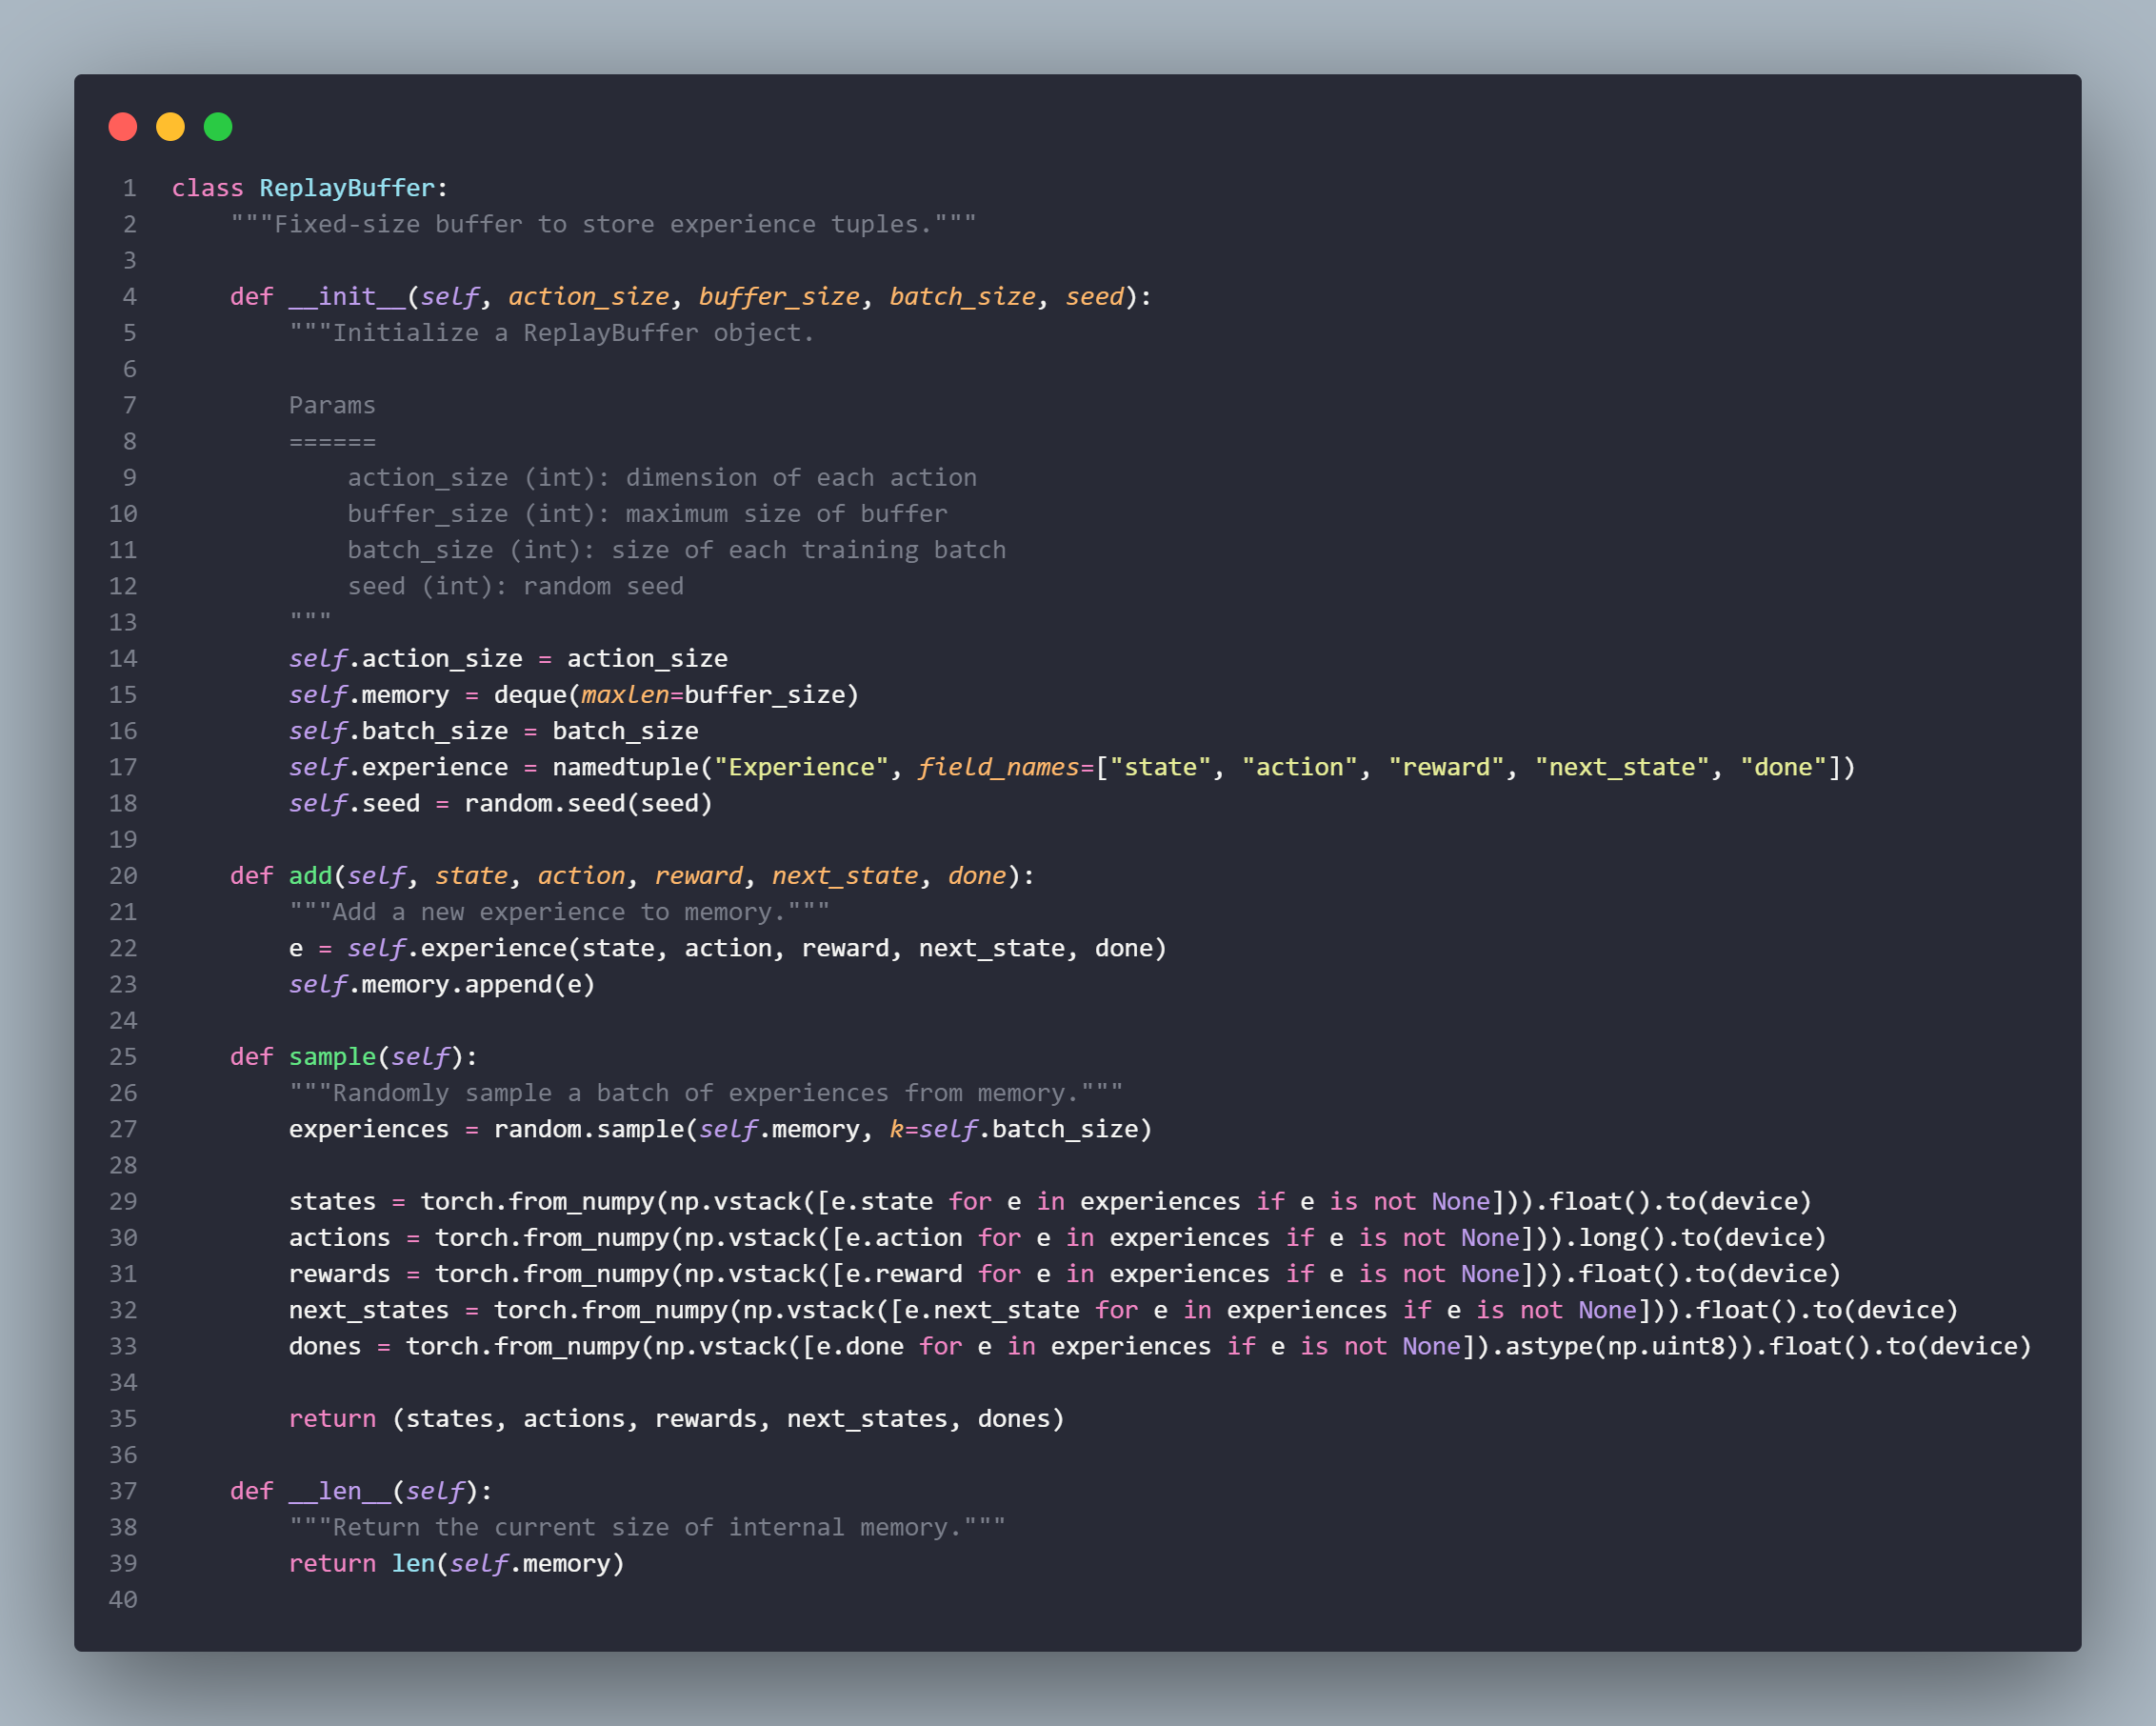 1 class ReplayBuffer:
2     """Fixed-size buffer to store experience tuples."""
3
4     def __init__(self, action_size, buffer_size, batch_size, seed):
5         """Initialize a ReplayBuffer object.
6
7         Params
8         ======
9             action_size (int): dimension of each action
10             buffer_size (int): maximum size of buffer
11             batch_size (int): size of each training batch
12             seed (int): random seed
13         """
14         self.action_size = action_size
15         self.memory = deque(maxlen=buffer_size)
16         self.batch_size = batch_size
17         self.experience = namedtuple("Experience", field_names=["state", "action", "reward", "next_state", "done"])
18         self.seed = random.seed(seed)
19
20     def add(self, state, action, reward, next_state, done):
21         """Add a new experience to memory."""
22         e = self.experience(state, action, reward, next_state, done)
23         self.memory.append(e)
24
25     def sample(self):
26         """Randomly sample a batch of experiences from memory."""
27         experiences = random.sample(self.memory, k=self.batch_size)
28
29         states = torch.from_numpy(np.vstack([e.state for e in experiences if e is not None])).float().to(device)
30         actions = torch.from_numpy(np.vstack([e.action for e in experiences if e is not None])).long().to(device)
31         rewards = torch.from_numpy(np.vstack([e.reward for e in experiences if e is not None])).float().to(device)
32         next_states = torch.from_numpy(np.vstack([e.next_state for e in experiences if e is not None])).float().to(device)
33         dones = torch.from_numpy(np.vstack([e.done for e in experiences if e is not None]).astype(np.uint8)).float().to(device)
34
35         return (states, actions, rewards, next_states, dones)
36
37     def __len__(self):
38         """Return the current size of internal memory."""
39         return len(self.memory)
40